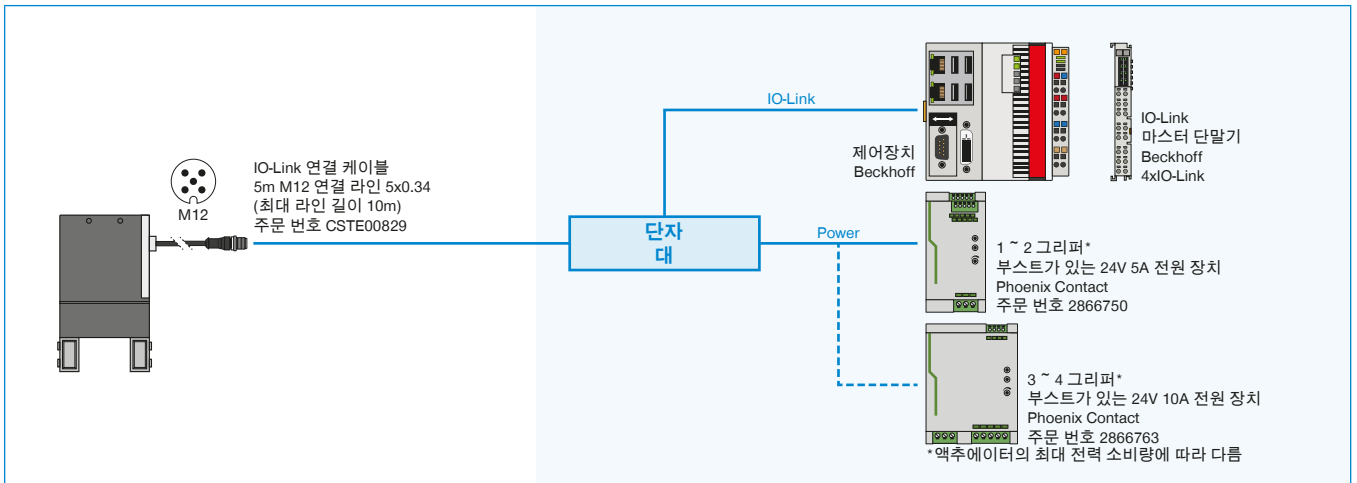 IO-Link
IO-Link
마스터 단말기
Beckhoff
4xIO-Link
제어장치
Beckhoff
M12
IO-Link 연결 케이블
5m M12 연결 라인 5x0.34
(최대 라인 길이 10m)
주문 번호 CSTE00829
단자
대
Power
1 ~ 2 그리퍼*
부스트가 있는 24V 5A 전원 장치
Phoenix Contact
주문 번호 2866750
3 ~ 4 그리퍼*
부스트가 있는 24V 10A 전원 장치
Phoenix Contact
주문 번호 2866763
*액추에이터의 최대 전력 소비량에 따라 다름